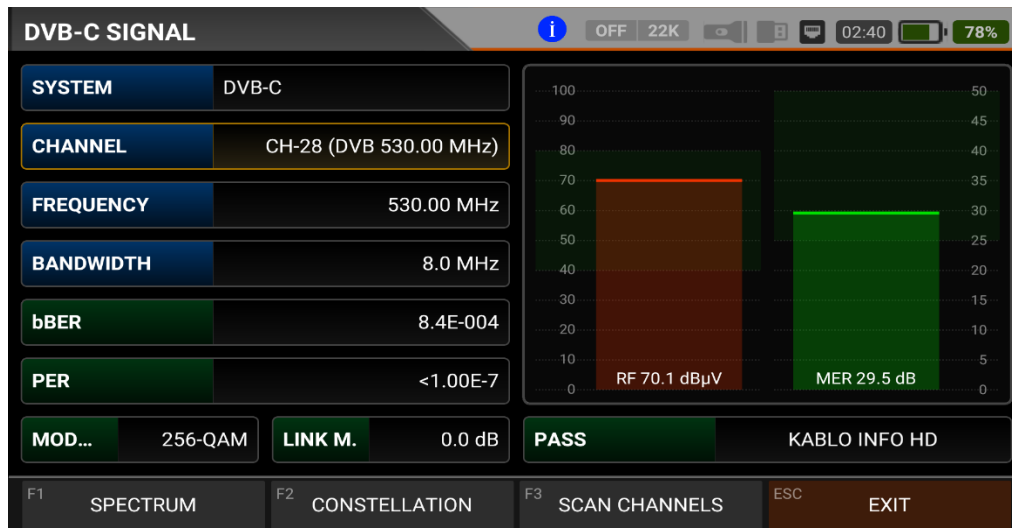 DVB-C SIGNAL
i OFF 22K 02:40 78%
SYSTEM DVB-C
CHANNEL CH-28 (DVB 530.00 MHz)
FREQUENCY 530.00 MHz
BANDWIDTH 8.0 MHz
bBER 8.4E-004
PER <1.00E-7
MOD... 256-QAM LINK M. 0.0 dB
100 50
90 45
80 40
70 35
60 30
50 25
40 20
30 15
20 10
10 5
0 RF 70.1 dBµV MER 29.5 dB 0
PASS KABLO INFO HD
F1 SPECTRUM F2 CONSTELLATION F3 SCAN CHANNELS ESC EXIT